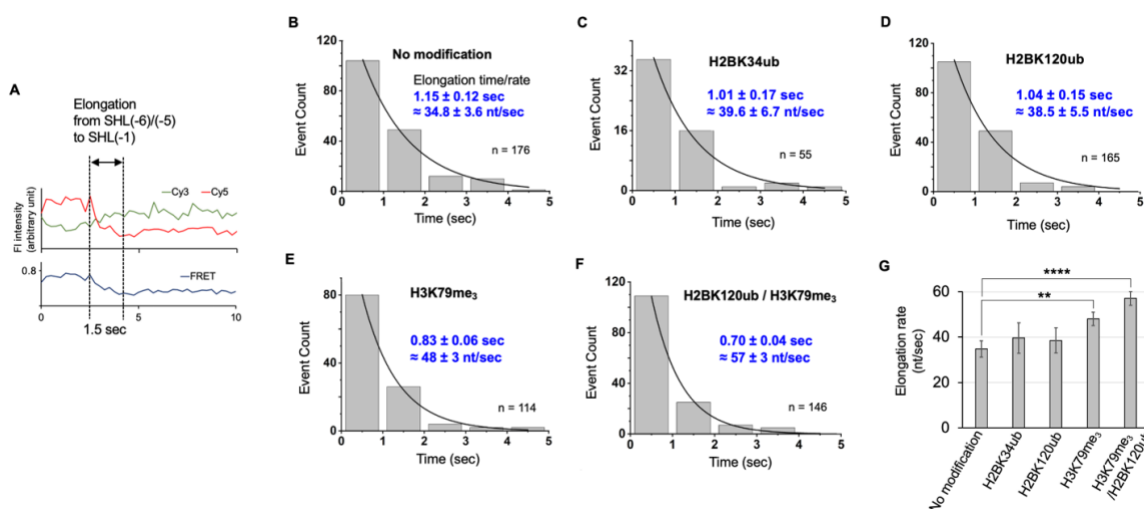 A
Elongation
from SHL(-6)/(-5)
to SHL(-1)
Cy3 Cy5
FI intensity
(arbitrary unit)
0.8
FRET
0 5 10
1.5 sec
B
No modification
Elongation time/rate
1.15 ± 0.12 sec
≈ 34.8 ± 3.6 nt/sec)
n = 176
Event Count
120
80
40
0
0 1 2 3 4 5
Time (sec)
C
H2BK34ub
1.01 ± 0.17 sec
≈ 39.6 ± 6.7 nt/sec)
n = 55
Event Count
36
24
16
0
0 1 2 3 4 5
Time (sec)
D
H2BK120ub
1.04 ± 0.15 sec
≈ 38.5 ± 5.5 nt/sec)
n = 165
Event Count
120
80
40
0
0 1 2 3 4 5
Time (sec)
E
H3K79me₃
0.83 ± 0.06 sec
≈ 48 ± 3 nt/sec)
n = 114
Event Count
80
40
0
0 1 2 3 4 5
Time (sec)
F
H2BK120ub / H3K79me₃
0.70 ± 0.04 sec
≈ 57 ± 3 nt/sec)
n = 146
Event Count
120
80
40
0
0 1 2 3 4 5
Time (sec)
G
****
**
Elongation rate
(nt/sec)
60
40
20
0
No modification
H2BK34ub
H2BK120ub
H3K79me₃
H3K79me₃
/H2BK120ub